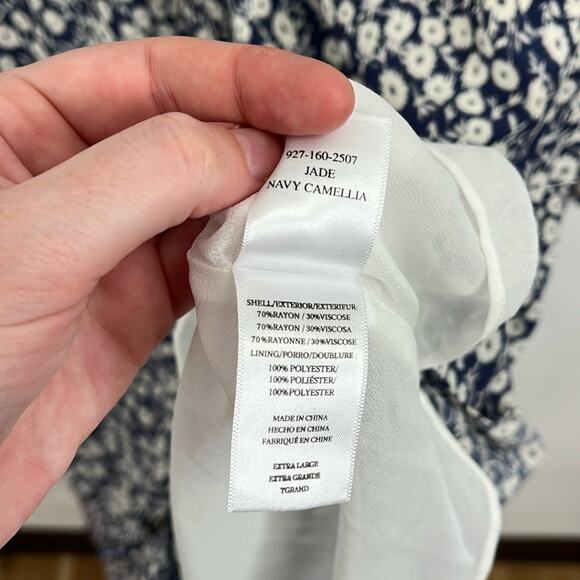 927-160-2507
JADE
NAVY CAMELLIA
SHELL/EXTERIOR/EXTERIEUR:
70%RAYON / 30%VISCOSE
70%RAYON / 30%VISCOSA
70%RAYONNE / 30%VISCOSE
LINING/FORRO/DOUBLURE :
100% POLYESTER/
100% POLIÉSTER/
100% POLYESTER
MADE IN CHINA
HECHO EN CHINA
FABRIQUÉ EN CHINE
EXTRA LARGE
EXTRA GRANDE
TGRAND